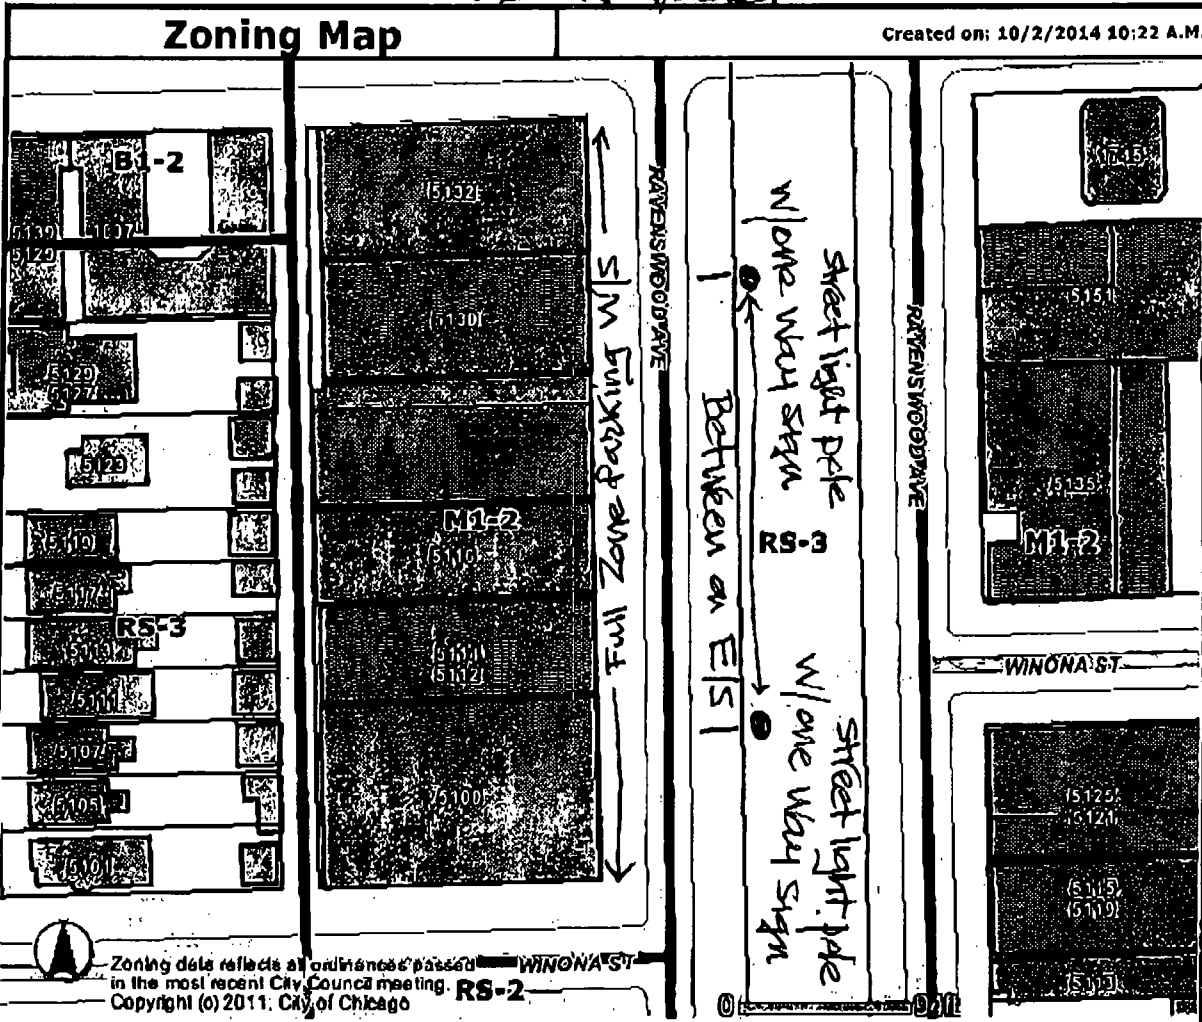 Zoning Map
Created on: 10/2/2014 10:22 A.M.
B1-2
5132
5130
5129
5127
5123
5119
5117
RS-3
5113
5111
5107
5105
5101
M1-2
5110
5112
5100
Full Zone Parking W/S
RAVENSWOOD AVE
Between on E/S
street light pole
w/one way sign
RS-3
street light pole
w/one way sign
RAVENSWOOD AVE
5151
5135
M1-2
WINONA ST
5125
5121
5115
5119
5113
Zoning data reflects all ordinances passed
in the most recent City Council meeting.
Copyright (c) 2011, City of Chicago
WINONA ST
RS-2
0